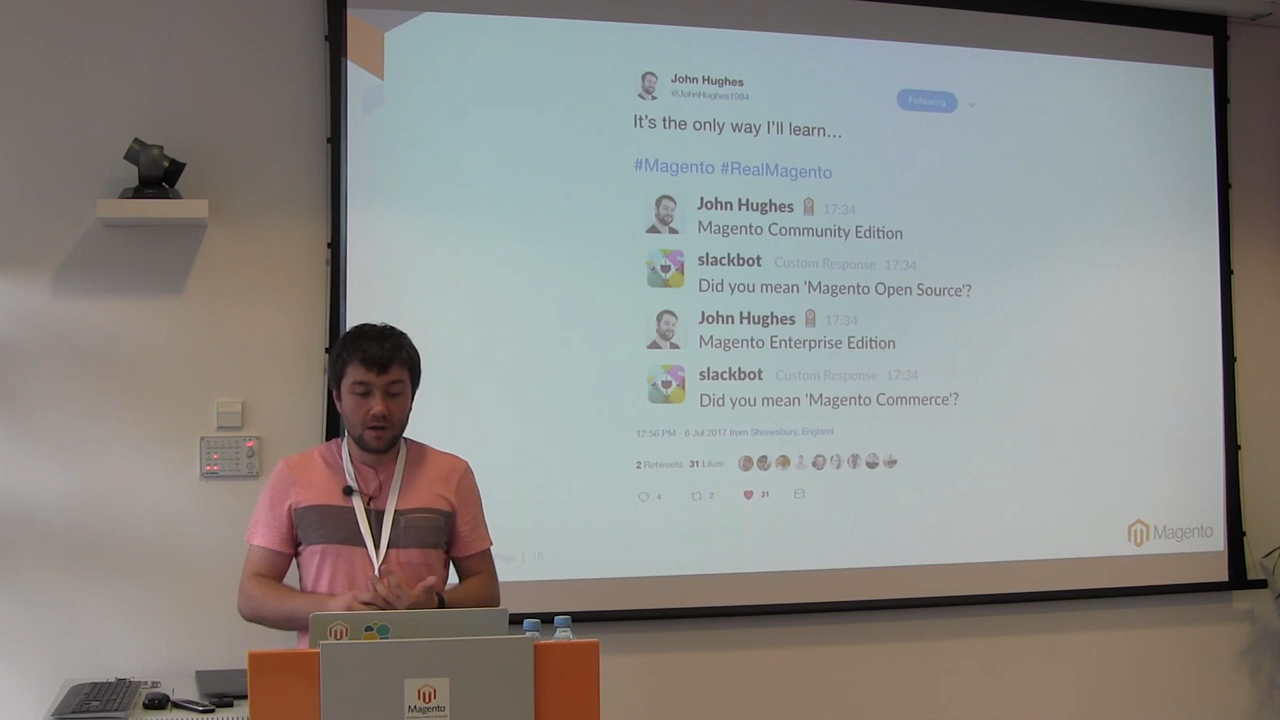 John Hughes
@JohnHughes1984
Following
It's the only way I'll learn...
#Magento #RealMagento
John Hughes 17:34
Magento Community Edition
slackbot Custom Response 17:34
Did you mean 'Magento Open Source'?
John Hughes 17:34
Magento Enterprise Edition
slackbot Custom Response 17:34
Did you mean 'Magento Commerce'?
12:56 PM - 6 Jul 2017 from Shrewsbury, England
2 Retweets 31 Likes
4 2 31
Page | 18
Magento
Magento